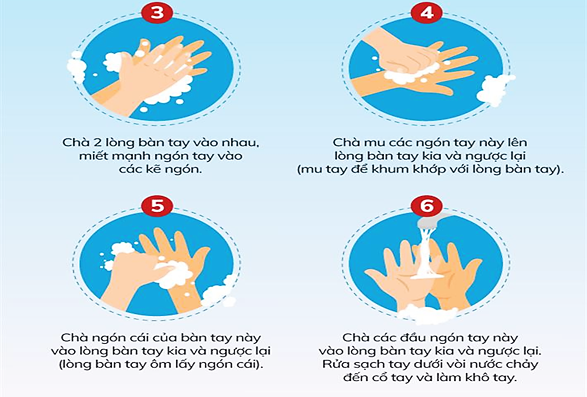 3
Chà 2 lòng bàn tay vào nhau,
miết mạnh ngón tay vào
các kẽ ngón.
4
Chà mu các ngón tay này lên
lòng bàn tay kia và ngược lại
(mu tay để khum khớp với lòng bàn tay).
5
Chà ngón cái của bàn tay này
vào lòng bàn tay kia và ngược lại
(lòng bàn tay ôm lấy ngón cái).
6
Chà các đầu ngón tay này
vào lòng bàn tay kia và ngược lại.
Rửa sạch tay dưới vòi nước chảy
đến cổ tay và làm khô tay.